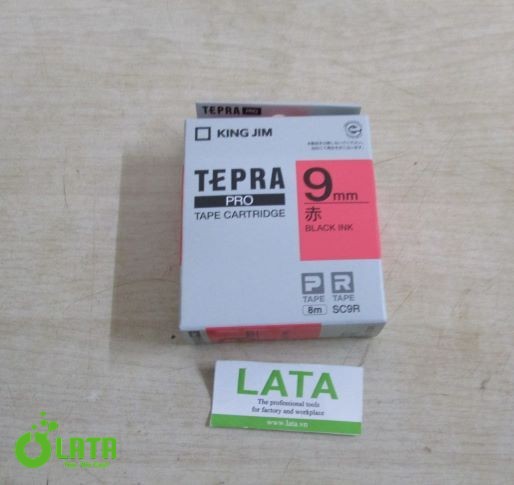 TEPRA PRO
KING JIM
TEPRA
PRO
TAPE CARTRIDGE
9mm
赤
BLACK INK
P R
TAPE TAPE
8m SC9R
LATA
The professional tools
for factory and workplace
www.lata.vn
LATA